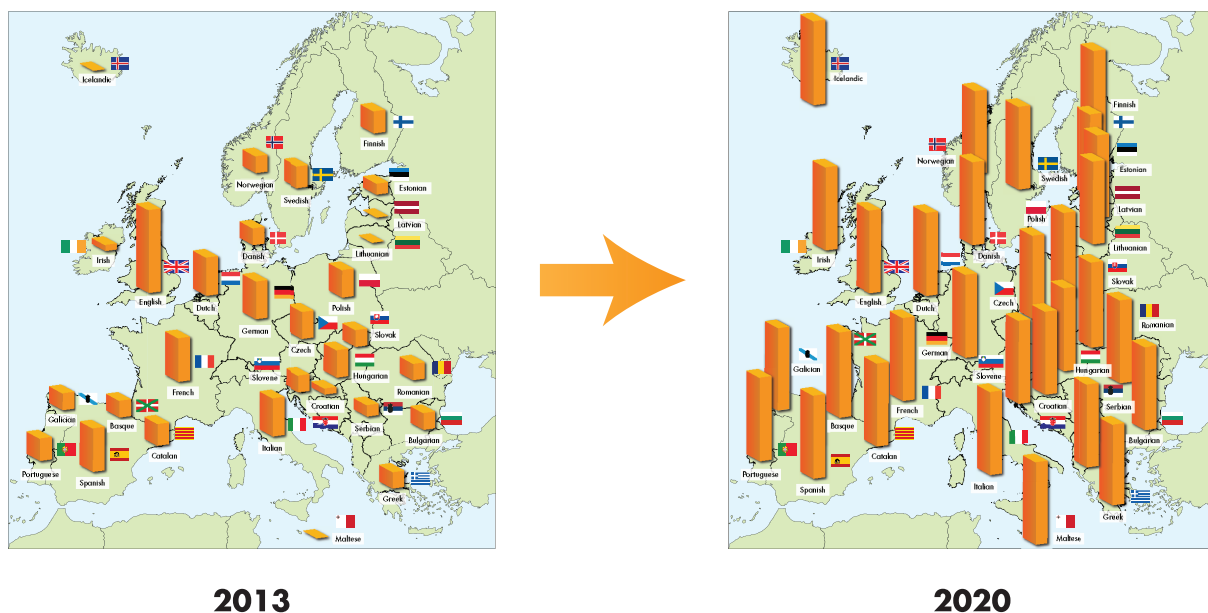 Icelandic
Finnish
Norwegian
Svedish
Estonian
Latvian
Irish
Danish
Lithuanian
English
Dutch
Polish
German
Czech
Slovak
Slovene
Hungarian
French
Romanian
Croatian
Galician
Basque
Serbian
Italian
Bulgarian
Catalan
Portuguese
Spanish
Greek
Maltese
2013
Icelandic
Finnish
Norwegian
Swedish
Estonian
Polish
Latvian
Danish
Lithuanian
Irish
English
Dutch
Czech
Slovak
Romanian
German
Galician
Slovene
Hungarian
French
Croatian
Serbian
Basque
Bulgarian
Catalan
Portuguese
Spanish
Italian
Greek
Maltese
2020